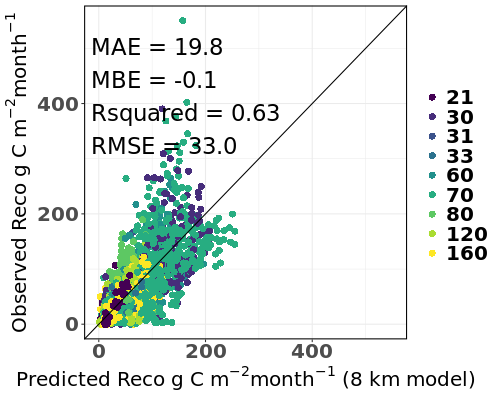 MAE = 19.8
MBE = -0.1
Rsquared = 0.63
RMSE = 33.0
Observed Reco g C m⁻²month⁻¹
400
200
0
0 200 400
Predicted Reco g C m⁻²month⁻¹ (8 km model)
21
30
31
33
60
70
80
120
160